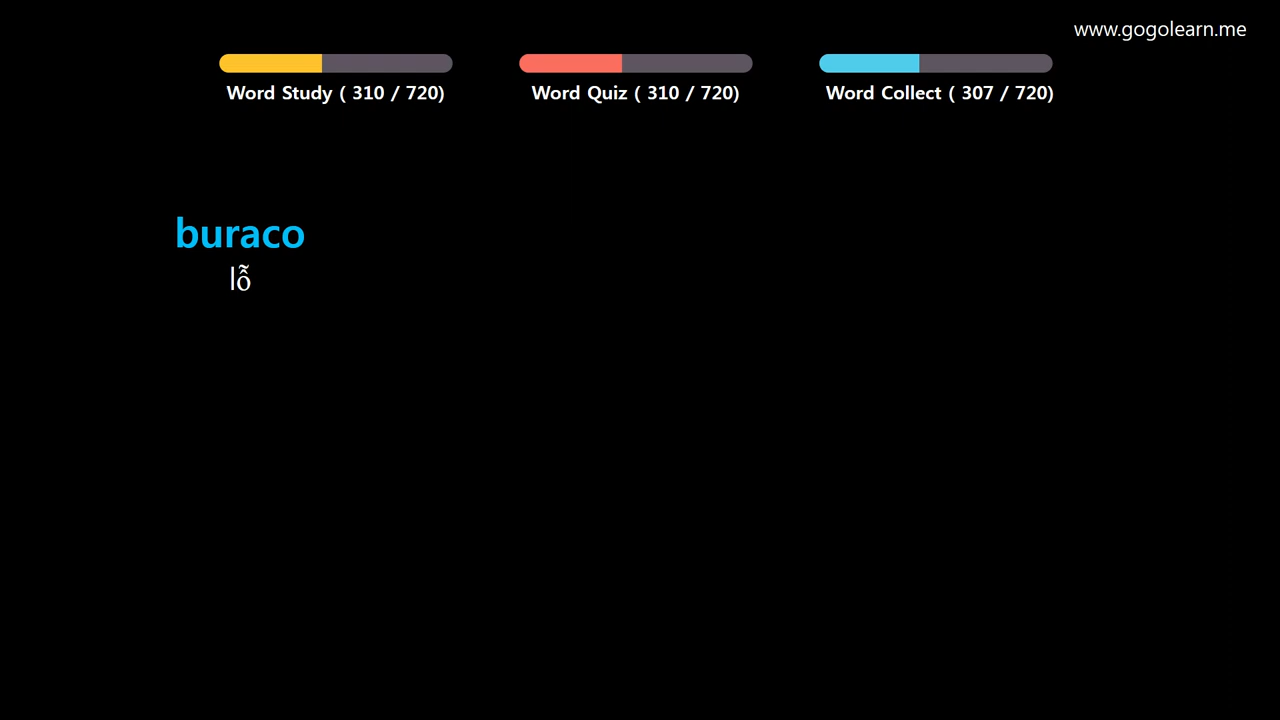 www.gogolearn.me
Word Study ( 310 / 720)
Word Quiz ( 310 / 720)
Word Collect ( 307 / 720)
buraco
lỗ